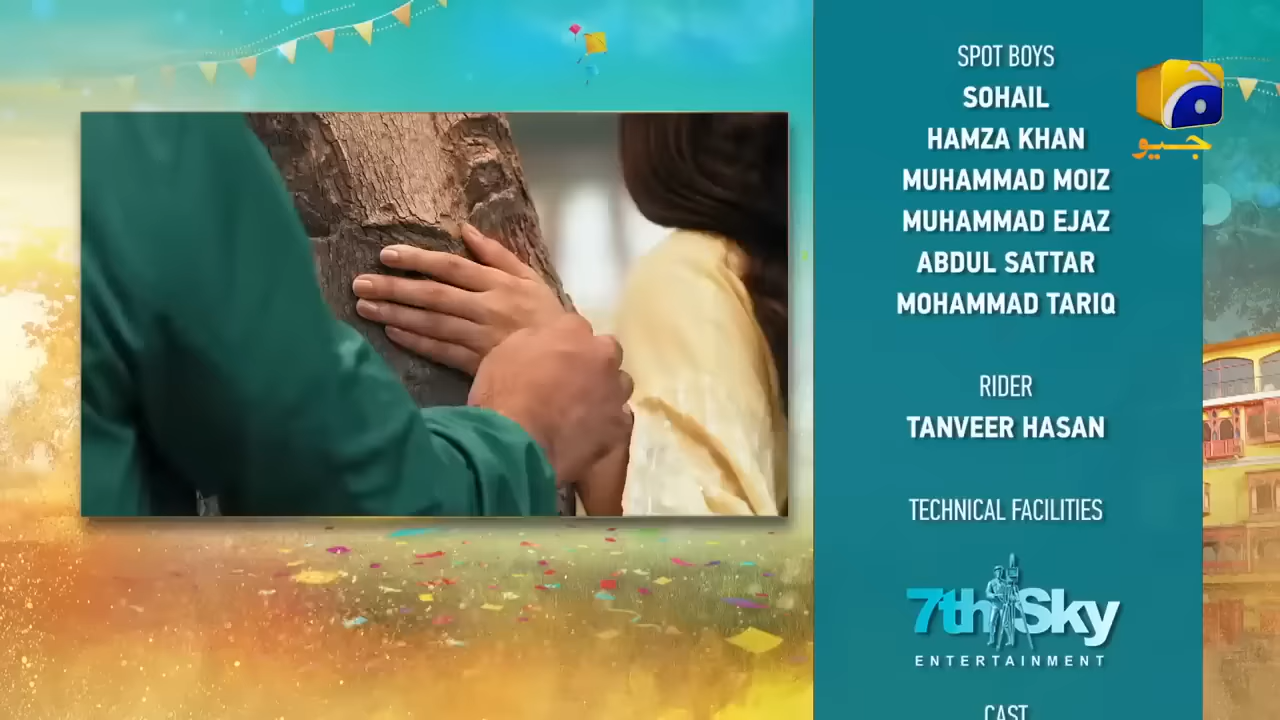 SPOT BOYS
SOHAIL
HAMZA KHAN
MUHAMMAD MOIZ
MUHAMMAD EJAZ
ABDUL SATTAR
MOHAMMAD TARIQ
RIDER
TANVEER HASAN
TECHNICAL FACILITIES
7th Sky
ENTERTAINMENT
CAST
جیو